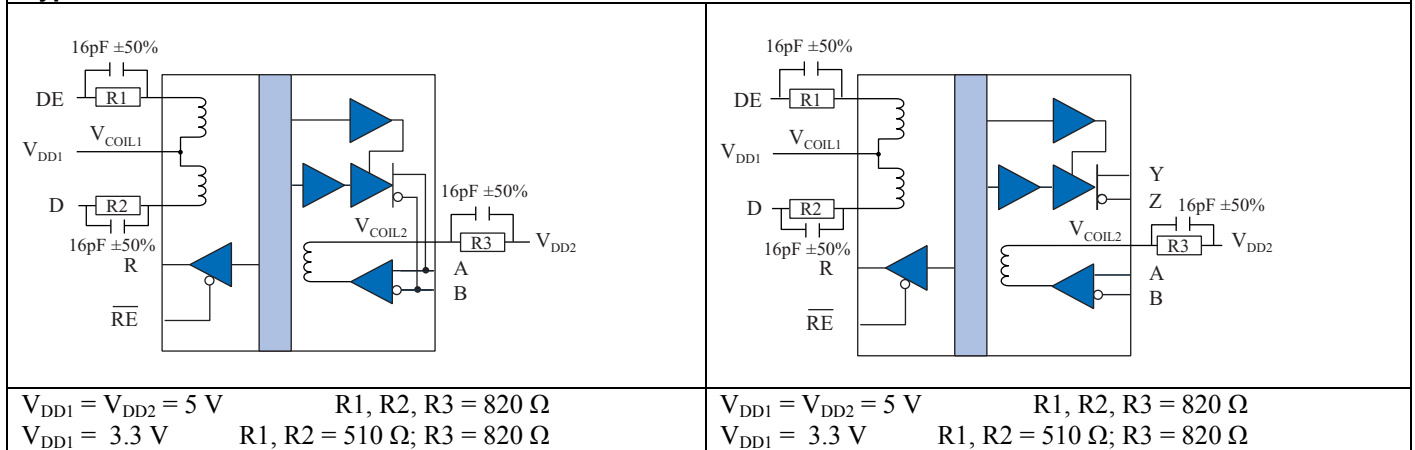 16pF ±50%
DE
R1
V_COIL1
V_DD1
D
R2
16pF ±50%
R
R̅E̅
16pF ±50%
V_COIL2
R3
V_DD2
A
B
16pF ±50%
DE
R1
V_COIL1
V_DD1
D
R2
16pF ±50%
R
R̅E̅
Y
Z
16pF ±50%
V_COIL2
R3
V_DD2
A
B
V_DD1 = V_DD2 = 5 V R1, R2, R3 = 820 Ω
V_DD1 = 3.3 V R1, R2 = 510 Ω; R3 = 820 Ω
V_DD1 = V_DD2 = 5 V R1, R2, R3 = 820 Ω
V_DD1 = 3.3 V R1, R2 = 510 Ω; R3 = 820 Ω